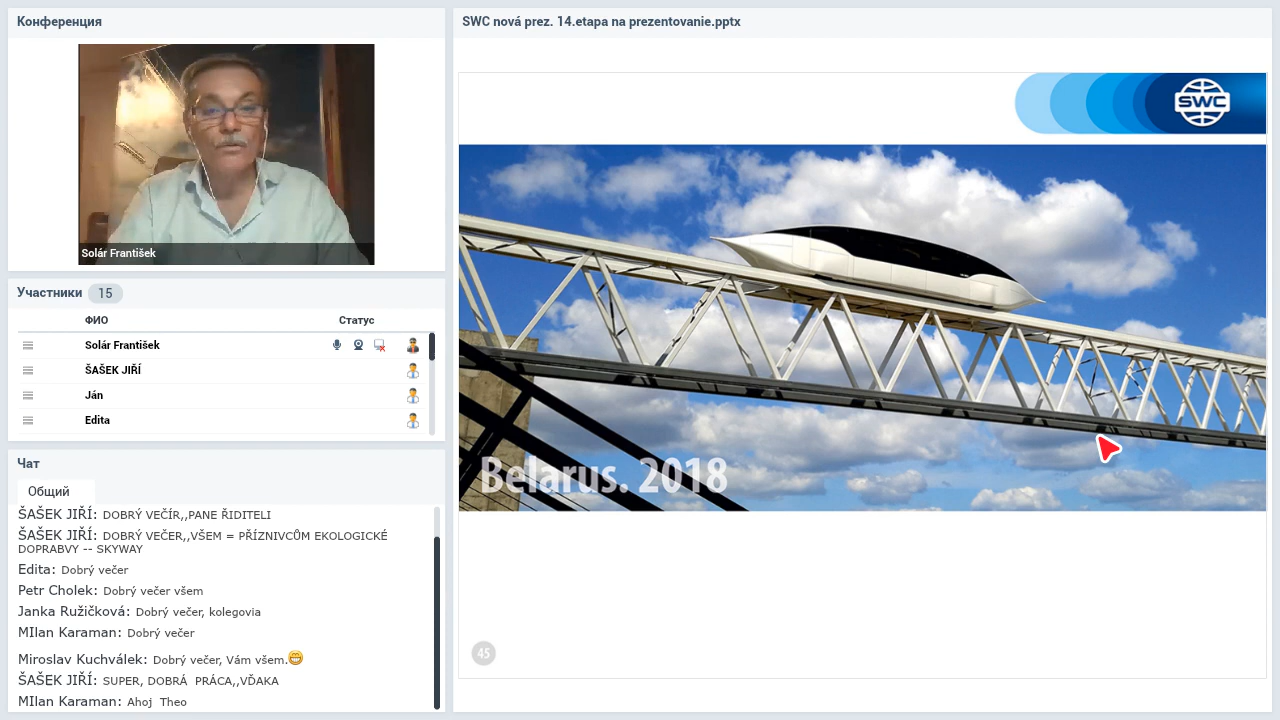 Конференция
Solár František
Участники 15
ФИО Статус
Solár František
ŠAŠEK JIŘÍ
Ján
Edita
Чат
Общий
ŠAŠEK JIŘÍ: DOBRÝ VEČÍR,,PANE ŘIDITELI
ŠAŠEK JIŘÍ: DOBRÝ VEČER,,VŠEM = PŘÍZNIVCŮM EKOLOGICKÉ
DOPRABVY -- SKYWAY
Edita: Dobrý večer
Petr Cholek: Dobrý večer všem
Janka Ružičková: Dobrý večer, kolegovia
MIlan Karaman: Dobrý večer
Miroslav Kuchválek: Dobrý večer, Vám všem.
ŠAŠEK JIŘÍ: SUPER, DOBRÁ PRÁCA,,VĎAKA
MIlan Karaman: Ahoj Theo
SWC nová prez. 14.etapa na prezentovanie.pptx
SWC
Belarus. 2018
45